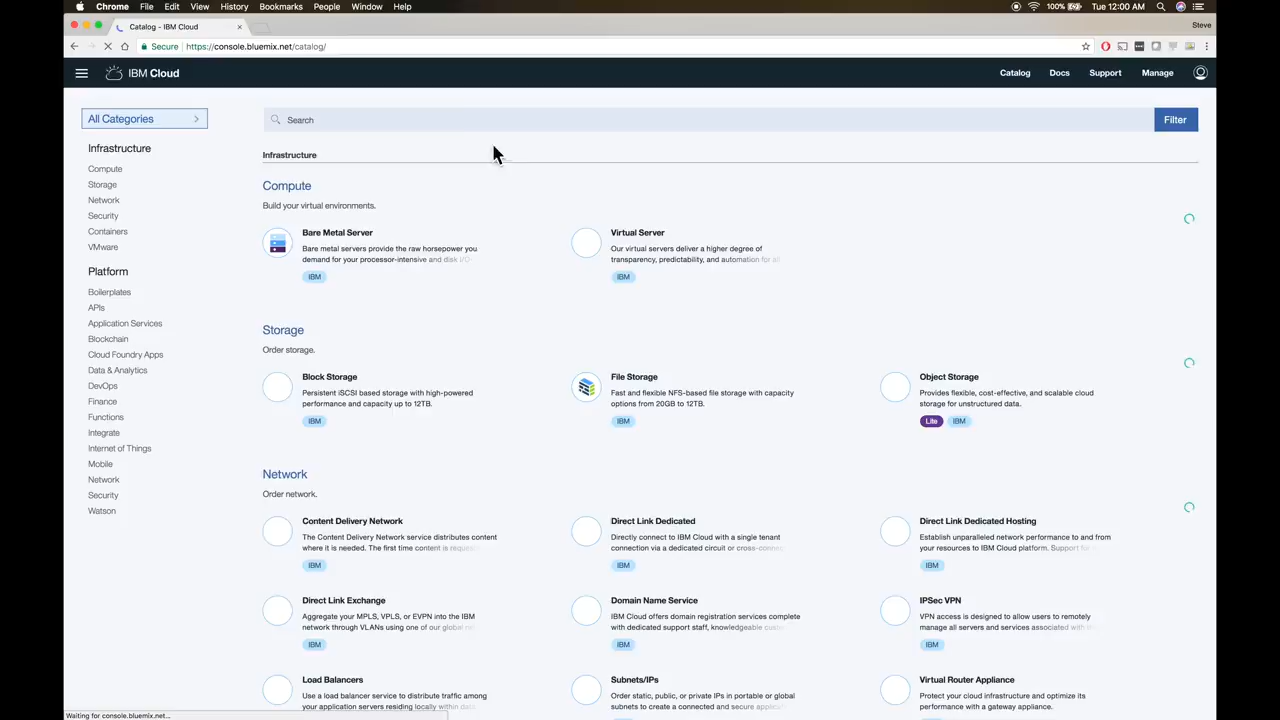 Chrome File Edit View History Bookmarks People Window Help 100% Tue 12:00 AM
Catalog - IBM Cloud Steve
Secure https://console.bluemix.net/catalog/
IBM Cloud Catalog Docs Support Manage
All Categories
Infrastructure
Compute
Storage
Network
Security
Containers
VMware
Platform
Boilerplates
APIs
Application Services
Blockchain
Cloud Foundry Apps
Data & Analytics
DevOps
Finance
Functions
Integrate
Internet of Things
Mobile
Network
Security
Watson
Search Filter
Infrastructure
Compute
Build your virtual environments.
Bare Metal Server
Bare metal servers provide the raw horsepower you
demand for your processor-intensive and disk I/O-
IBM
Virtual Server
Our virtual servers deliver a higher degree of
transparency, predictability, and automation for all
IBM
Storage
Order storage.
Block Storage
Persistent iSCSI based storage with high-powered
performance and capacity up to 12TB.
IBM
File Storage
Fast and flexible NFS-based file storage with capacity
options from 20GB to 12TB.
IBM
Object Storage
Provides flexible, cost-effective, and scalable cloud
storage for unstructured data.
Lite IBM
Network
Order network.
Content Delivery Network
The Content Delivery Network service distributes content
where it is needed. The first time content is
IBM
Direct Link Dedicated
Directly connect to IBM Cloud with a single tenant
connection via a dedicated circuit or
IBM
Direct Link Dedicated Hosting
Establish unparalleled network performance to and from
your resources to IBM Cloud platform. Support for
IBM
Direct Link Exchange
Aggregate your MPLS, VPLS, or EVPN into the IBM
network through VLANs using one of our global
IBM
Domain Name Service
IBM Cloud offers domain registration services complete
with dedicated support staff, knowledgeable
IBM
IPSec VPN
VPN access is designed to allow users to remotely
manage all servers and services associated with
IBM
Load Balancers
Use a load balancer service to distribute traffic among
your application servers residing locally within
Subnets/IPs
Order static, public, or private IPs in portable or global
subnets to create a connected and secure
Virtual Router Appliance
Protect your cloud infrastructure and optimize its
performance with a gateway appliance.
Waiting for console.bluemix.net...